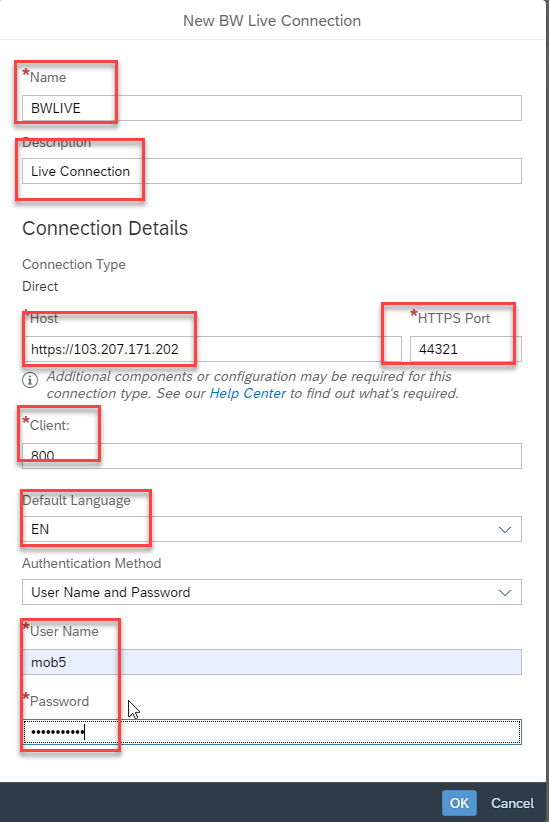 New BW Live Connection
*Name
BWLIVE
Description
Live Connection
Connection Details
Connection Type
Direct
*Host *HTTPS Port
https://103.207.171.202 44321
Additional components or configuration may be required for this
connection type. See our Help Center to find out what's required.
*Client:
800
Default Language
EN
Authentication Method
User Name and Password
*User Name
mob5
*Password
•••••••••••
OK Cancel